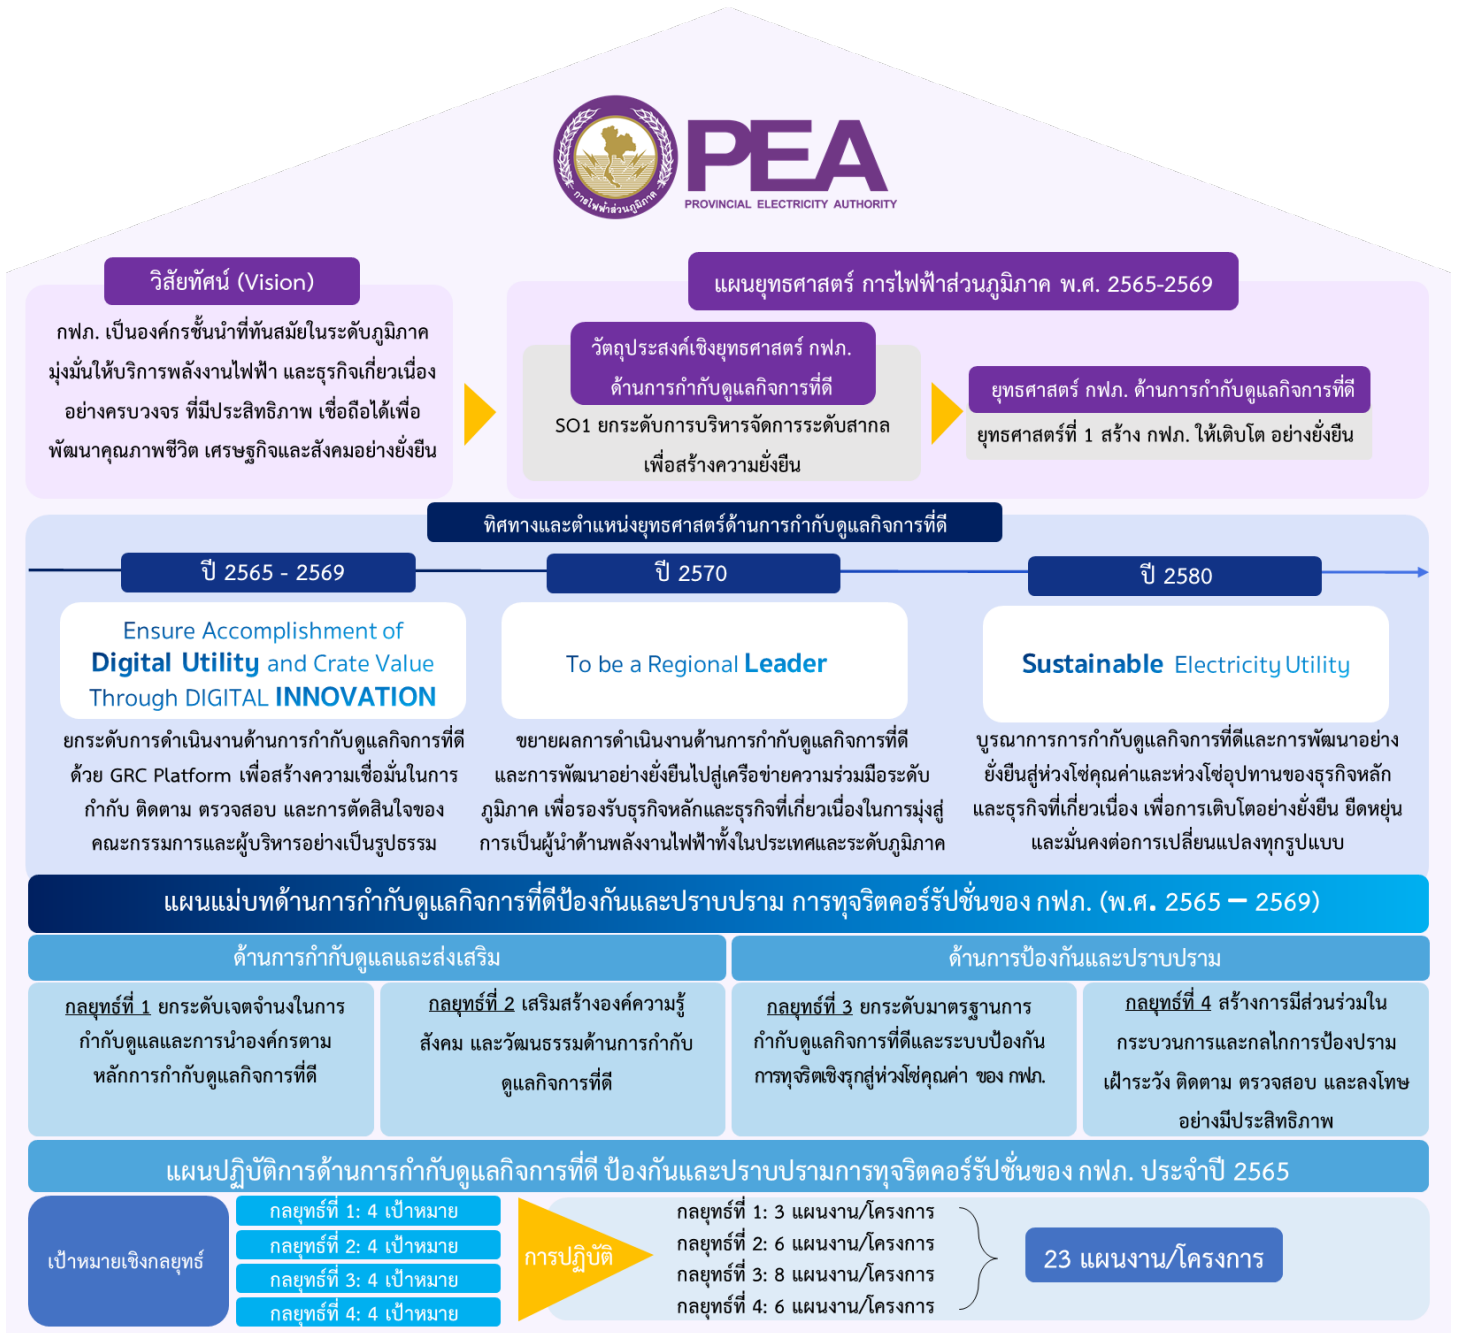 การไฟฟ้าส่วนภูมิภาค
PEA
PROVINCIAL ELECTRICITY AUTHORITY
วิสัยทัศน์ (Vision)
กฟภ. เป็นองค์กรชั้นนำที่ทันสมัยในระดับภูมิภาค
มุ่งมั่นให้บริการพลังงานไฟฟ้า และธุรกิจเกี่ยวเนื่อง
อย่างครบวงจร ที่มีประสิทธิภาพ เชื่อถือได้เพื่อ
พัฒนาคุณภาพชีวิต เศรษฐกิจและสังคมอย่างยั่งยืน
แผนยุทธศาสตร์ การไฟฟ้าส่วนภูมิภาค พ.ศ. 2565-2569
วัตถุประสงค์เชิงยุทธศาสตร์ กฟภ.
ด้านการกำกับดูแลกิจการที่ดี
SO1 ยกระดับการบริหารจัดการระดับสากล
เพื่อสร้างความยั่งยืน
ยุทธศาสตร์ กฟภ. ด้านการกำกับดูแลกิจการที่ดี
ยุทธศาสตร์ที่ 1 สร้าง กฟภ. ให้เติบโต อย่างยั่งยืน
ทิศทางและตำแหน่งยุทธศาสตร์ด้านการกำกับดูแลกิจการที่ดี
ปี 2565 - 2569
Ensure Accomplishment of
Digital Utility and Crate Value
Through DIGITAL INNOVATION
ยกระดับการดำเนินงานด้านการกำกับดูแลกิจการที่ดี
ด้วย GRC Platform เพื่อสร้างความเชื่อมั่นในการ
กำกับ ติดตาม ตรวจสอบ และการตัดสินใจของ
คณะกรรมการและผู้บริหารอย่างเป็นรูปธรรม
ปี 2570
To be a Regional Leader
ขยายผลการดำเนินงานด้านการกำกับดูแลกิจการที่ดี
และการพัฒนาอย่างยั่งยืนไปสู่เครือข่ายความร่วมมือระดับ
ภูมิภาค เพื่อรองรับธุรกิจหลักและธุรกิจที่เกี่ยวเนื่องในการมุ่งสู่
การเป็นผู้นำด้านพลังงานไฟฟ้าทั้งในประเทศและระดับภูมิภาค
ปี 2580
Sustainable Electricity Utility
บูรณาการการกำกับดูแลกิจการที่ดีและการพัฒนาอย่าง
ยั่งยืนสู่ห่วงโซ่คุณค่าและห่วงโซ่อุปทานของธุรกิจหลัก
และธุรกิจที่เกี่ยวเนื่อง เพื่อการเติบโตอย่างยั่งยืน ยืดหยุ่น
และมั่นคงต่อการเปลี่ยนแปลงทุกรูปแบบ
แผนแม่บทด้านการกำกับดูแลกิจการที่ดีป้องกันและปราบปราม การทุจริตคอร์รัปชั่นของ กฟภ. (พ.ศ. 2565 – 2569)
ด้านการกำกับดูแลและส่งเสริม
ด้านการป้องกันและปราบปราม
กลยุทธ์ที่ 1 ยกระดับเจตจำนงในการ
กำกับดูแลและการนำองค์กรตาม
หลักการกำกับดูแลกิจการที่ดี
กลยุทธ์ที่ 2 เสริมสร้างองค์ความรู้
สังคม และวัฒนธรรมด้านการกำกับ
ดูแลกิจการที่ดี
กลยุทธ์ที่ 3 ยกระดับมาตรฐานการ
กำกับดูแลกิจการที่ดีและระบบป้องกัน
การทุจริตเชิงรุกสู่ห่วงโซ่คุณค่า ของ กฟภ.
กลยุทธ์ที่ 4 สร้างการมีส่วนร่วมใน
กระบวนการและกลไกการป้องปราม
เฝ้าระวัง ติดตาม ตรวจสอบ และลงโทษ
อย่างมีประสิทธิภาพ
แผนปฏิบัติการด้านการกำกับดูแลกิจการที่ดี ป้องกันและปราบปรามการทุจริตคอร์รัปชั่นของ กฟภ. ประจำปี 2565
เป้าหมายเชิงกลยุทธ์
กลยุทธ์ที่ 1: 4 เป้าหมาย
กลยุทธ์ที่ 2: 4 เป้าหมาย
กลยุทธ์ที่ 3: 4 เป้าหมาย
กลยุทธ์ที่ 4: 4 เป้าหมาย
การปฏิบัติ
กลยุทธ์ที่ 1: 3 แผนงาน/โครงการ
กลยุทธ์ที่ 2: 6 แผนงาน/โครงการ
กลยุทธ์ที่ 3: 8 แผนงาน/โครงการ
กลยุทธ์ที่ 4: 6 แผนงาน/โครงการ
23 แผนงาน/โครงการ